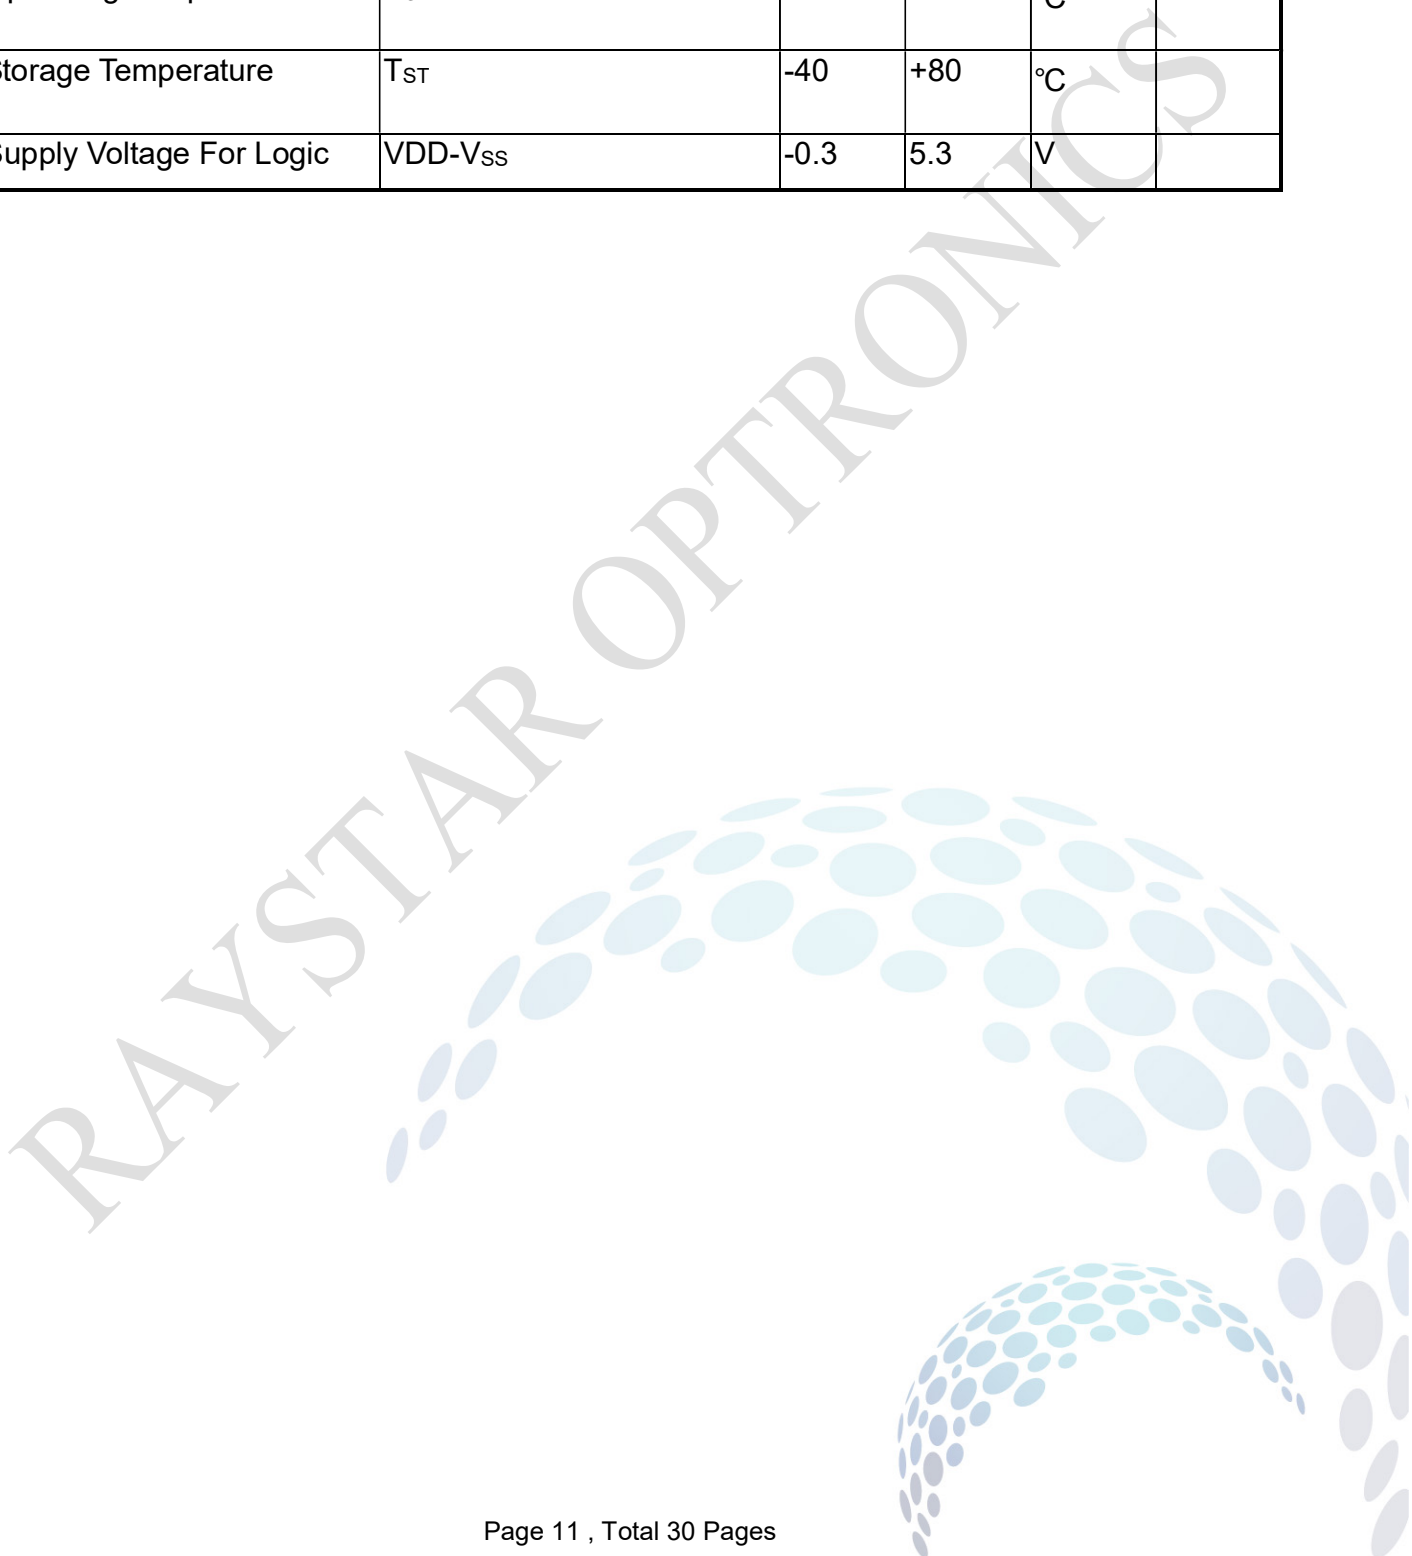 ℃
Storage Temperature TST -40 +80 ℃
Supply Voltage For Logic VDD-VSS -0.3 5.3 V
RAYSTAR OPTRONICS
Page 11 , Total 30 Pages